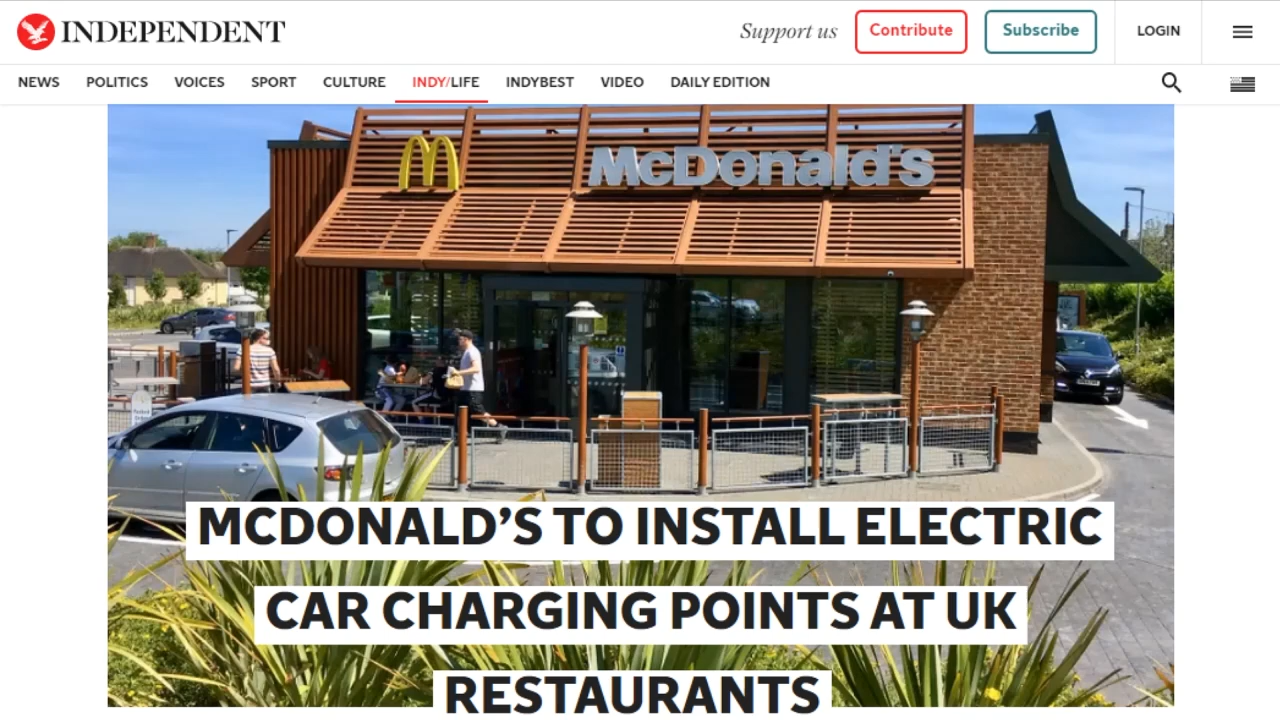 INDEPENDENT
Support us
Contribute
Subscribe
LOGIN
NEWS POLITICS VOICES SPORT CULTURE INDY/LIFE INDYBEST VIDEO DAILY EDITION
McDonald's
MCDONALD'S TO INSTALL ELECTRIC
CAR CHARGING POINTS AT UK
RESTAURANTS